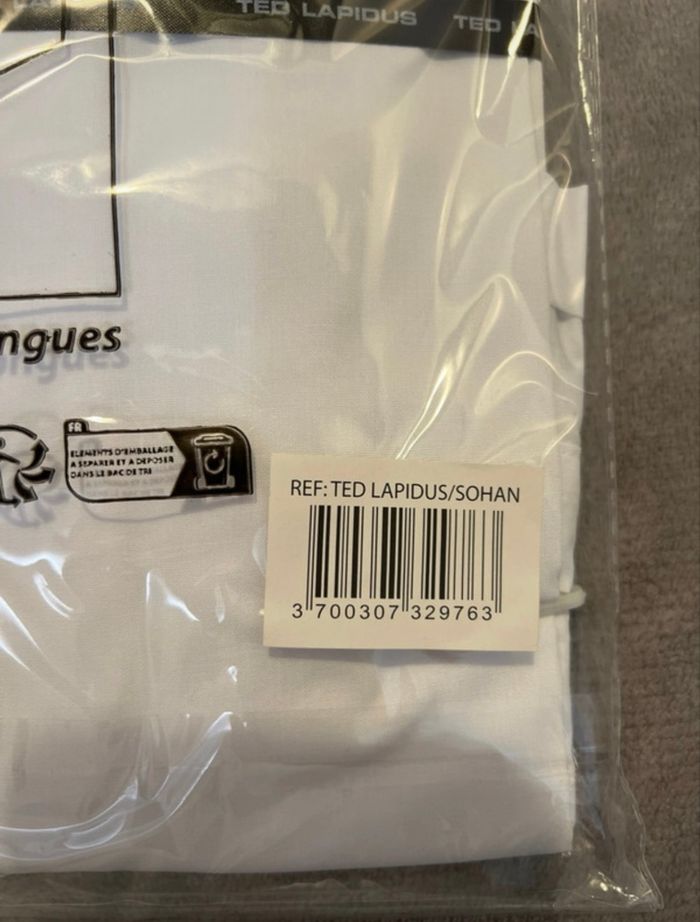 TED LAPIDUS TED LA
ngues
FR
ELEMENTS D'EMBALLAGE
A SEPARER ET A DEPOSER
DANS LE BAC DE TRI
REF: TED LAPIDUS/SOHAN
3 700307 329763